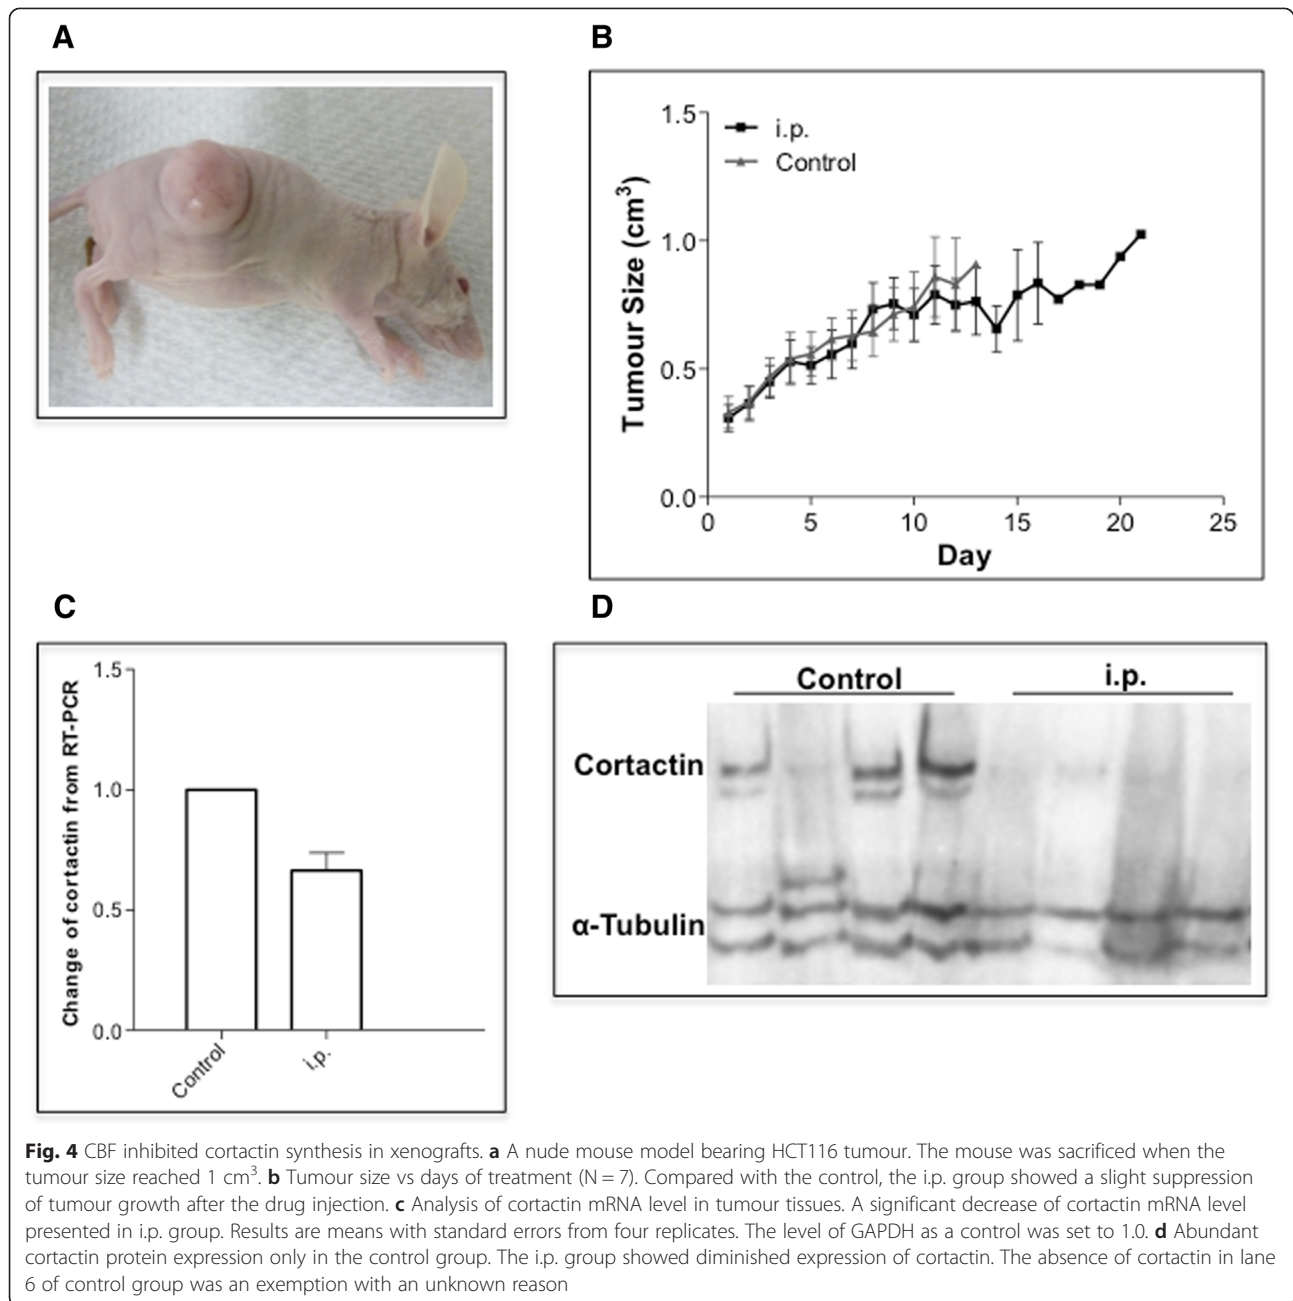 A
B
1.5
i.p.
Control
1.0
0.5
0.0
Tumour Size (cm³)
0 5 10 15 20 25
Day
C
D
1.5
1.0
0.5
0.0
Change of cortactin from RT-PCR
Control i.p.
Control i.p.
Cortactin
α-Tubulin
Fig. 4 CBF inhibited cortactin synthesis in xenografts. a A nude mouse model bearing HCT116 tumour. The mouse was sacrificed when the
tumour size reached 1 cm³. b Tumour size vs days of treatment (N = 7). Compared with the control, the i.p. group showed a slight suppression
of tumour growth after the drug injection. c Analysis of cortactin mRNA level in tumour tissues. A significant decrease of cortactin mRNA level
presented in i.p. group. Results are means with standard errors from four replicates. The level of GAPDH as a control was set to 1.0. d Abundant
cortactin protein expression only in the control group. The i.p. group showed diminished expression of cortactin. The absence of cortactin in lane
6 of control group was an exemption with an unknown reason